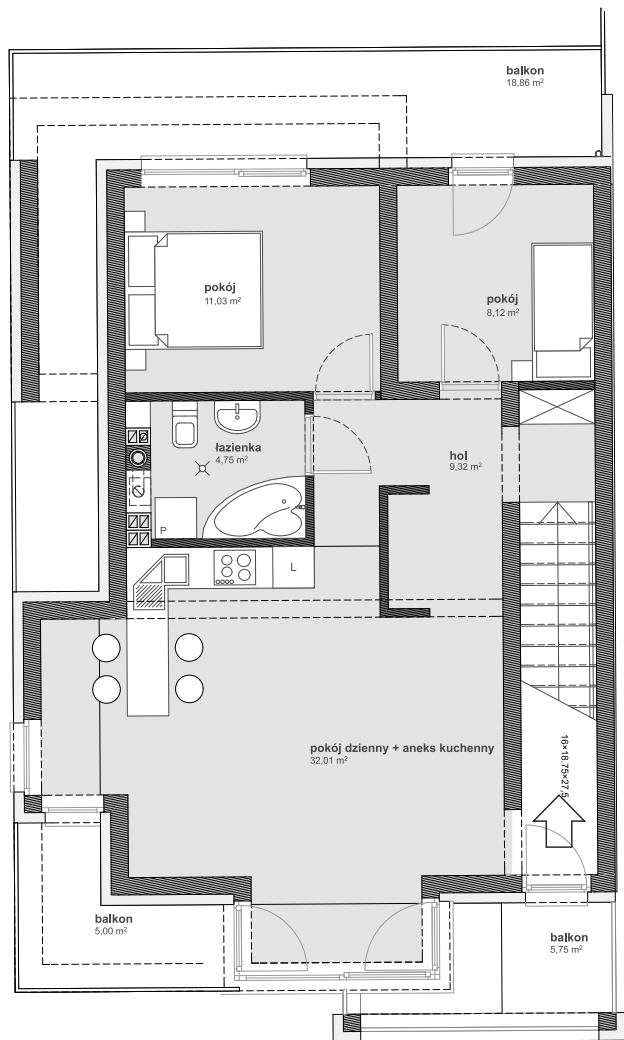 balkon
18,86 m²
pokój
11,03 m²
pokój
8,12 m²
łazienka
4,75 m²
hol
9,32 m²
P
L
pokój dzienny + aneks kuchenny
32,01 m²
16×18.75×27,5
balkon
5,00 m²
balkon
5,75 m²